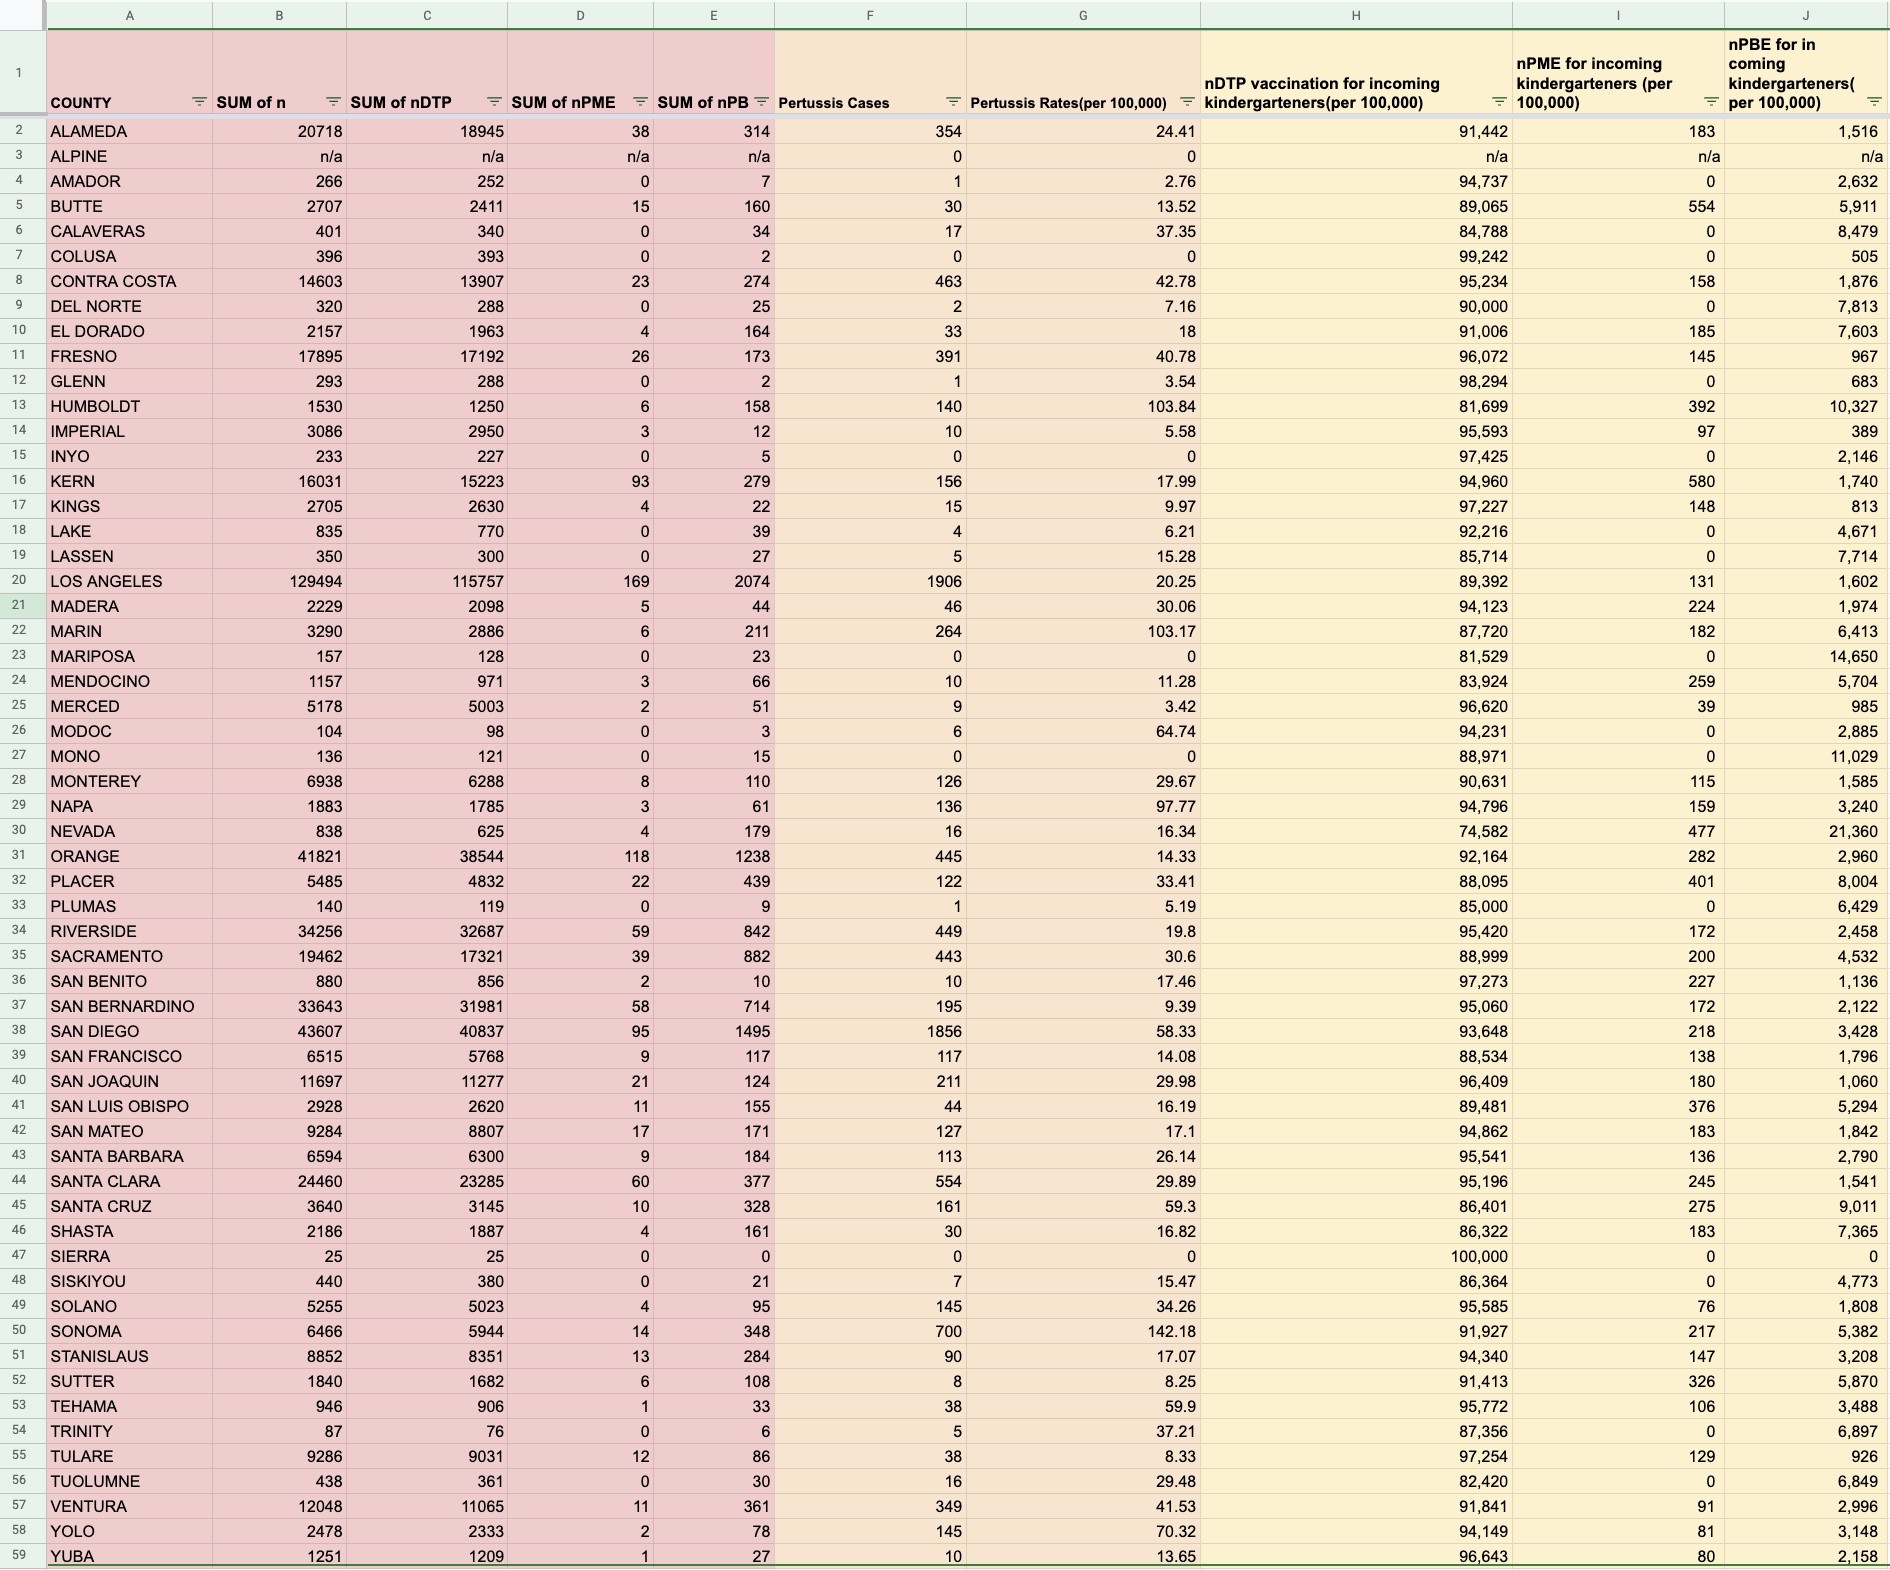 A B C D E F G H I J
1 COUNTY SUM of n SUM of nDTP SUM of nPME SUM of nPB Pertussis Cases Pertussis Rates(per 100,000) nDTP vaccination for incoming kindergarteners(per 100,000) nPME for incoming kindergarteners (per 100,000) nPBE for in coming kindergarteners( per 100,000)
2 ALAMEDA 20718 18945 38 314 354 24.41 91,442 183 1,516
3 ALPINE n/a n/a n/a n/a 0 0 n/a n/a n/a
4 AMADOR 266 252 0 7 1 2.76 94,737 0 2,632
5 BUTTE 2707 2411 15 160 30 13.52 89,065 554 5,911
6 CALAVERAS 401 340 0 34 17 37.35 84,788 0 8,479
7 COLUSA 396 393 0 2 0 0 99,242 0 505
8 CONTRA COSTA 14603 13907 23 274 463 42.78 95,234 158 1,876
9 DEL NORTE 320 288 0 25 2 7.16 90,000 0 7,813
10 EL DORADO 2157 1963 4 164 33 18 91,006 185 7,603
11 FRESNO 17895 17192 26 173 391 40.78 96,072 145 967
12 GLENN 293 288 0 2 1 3.54 98,294 0 683
13 HUMBOLDT 1530 1250 6 158 140 103.84 81,699 392 10,327
14 IMPERIAL 3086 2950 3 12 10 5.58 95,593 97 389
15 INYO 233 227 0 5 0 0 97,425 0 2,146
16 KERN 16031 15223 93 279 156 17.99 94,960 580 1,740
17 KINGS 2705 2630 4 22 15 9.97 97,227 148 813
18 LAKE 835 770 0 39 4 6.21 92,216 0 4,671
19 LASSEN 350 300 0 27 5 15.28 85,714 0 7,714
20 LOS ANGELES 129494 115757 169 2074 1906 20.25 89,392 131 1,602
21 MADERA 2229 2098 5 44 46 30.06 94,123 224 1,974
22 MARIN 3290 2886 6 211 264 103.17 87,720 182 6,413
23 MARIPOSA 157 128 0 23 0 0 81,529 0 14,650
24 MENDOCINO 1157 971 3 66 10 11.28 83,924 259 5,704
25 MERCED 5178 5003 2 51 9 3.42 96,620 39 985
26 MODOC 104 98 0 3 6 64.74 94,231 0 2,885
27 MONO 136 121 0 15 0 0 88,971 0 11,029
28 MONTEREY 6938 6288 8 110 126 29.67 90,631 115 1,585
29 NAPA 1883 1785 3 61 136 97.77 94,796 159 3,240
30 NEVADA 838 625 4 179 16 16.34 74,582 477 21,360
31 ORANGE 41821 38544 118 1238 445 14.33 92,164 282 2,960
32 PLACER 5485 4832 22 439 122 33.41 88,095 401 8,004
33 PLUMAS 140 119 0 9 1 5.19 85,000 0 6,429
34 RIVERSIDE 34256 32687 59 842 449 19.8 95,420 172 2,458
35 SACRAMENTO 19462 17321 39 882 443 30.6 88,999 200 4,532
36 SAN BENITO 880 856 2 10 10 17.46 97,273 227 1,136
37 SAN BERNARDINO 33643 31981 58 714 195 9.39 95,060 172 2,122
38 SAN DIEGO 43607 40837 95 1495 1856 58.33 93,648 218 3,428
39 SAN FRANCISCO 6515 5768 9 117 117 14.08 88,534 138 1,796
40 SAN JOAQUIN 11697 11277 21 124 211 29.98 96,409 180 1,060
41 SAN LUIS OBISPO 2928 2620 11 155 44 16.19 89,481 376 5,294
42 SAN MATEO 9284 8807 17 171 127 17.1 94,862 183 1,842
43 SANTA BARBARA 6594 6300 9 184 113 26.14 95,541 136 2,790
44 SANTA CLARA 24460 23285 60 377 554 29.89 95,196 245 1,541
45 SANTA CRUZ 3640 3145 10 328 161 59.3 86,401 275 9,011
46 SHASTA 2186 1887 4 161 30 16.82 86,322 183 7,365
47 SIERRA 25 25 0 0 0 0 100,000 0 0
48 SISKIYOU 440 380 0 21 7 15.47 86,364 0 4,773
49 SOLANO 5255 5023 4 95 145 34.26 95,585 76 1,808
50 SONOMA 6466 5944 14 348 700 142.18 91,927 217 5,382
51 STANISLAUS 8852 8351 13 284 90 17.07 94,340 147 3,208
52 SUTTER 1840 1682 6 108 8 8.25 91,413 326 5,870
53 TEHAMA 946 906 1 33 38 59.9 95,772 106 3,488
54 TRINITY 87 76 0 6 5 37.21 87,356 0 6,897
55 TULARE 9286 9031 12 86 38 8.33 97,254 129 926
56 TUOLUMNE 438 361 0 30 16 29.48 82,420 0 6,849
57 VENTURA 12048 11065 11 361 349 41.53 91,841 91 2,996
58 YOLO 2478 2333 2 78 145 70.32 94,149 81 3,148
59 YUBA 1251 1209 1 27 10 13.65 96,643 80 2,158